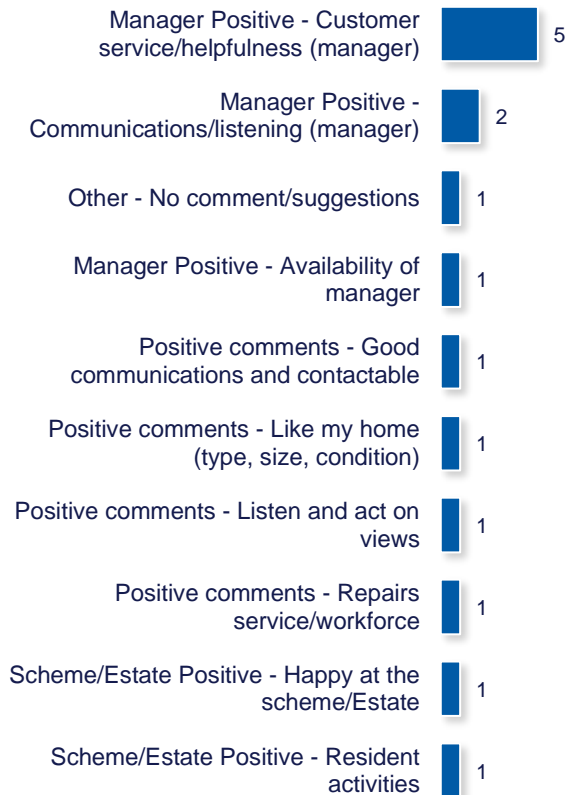 Manager Positive - Customer
service/helpfulness (manager)
5
Manager Positive -
Communications/listening (manager)
2
Other - No comment/suggestions
1
Manager Positive - Availability of
manager
1
Positive comments - Good
communications and contactable
1
Positive comments - Like my home
(type, size, condition)
1
Positive comments - Listen and act on
views
1
Positive comments - Repairs
service/workforce
1
Scheme/Estate Positive - Happy at the
scheme/Estate
1
Scheme/Estate Positive - Resident
activities
1